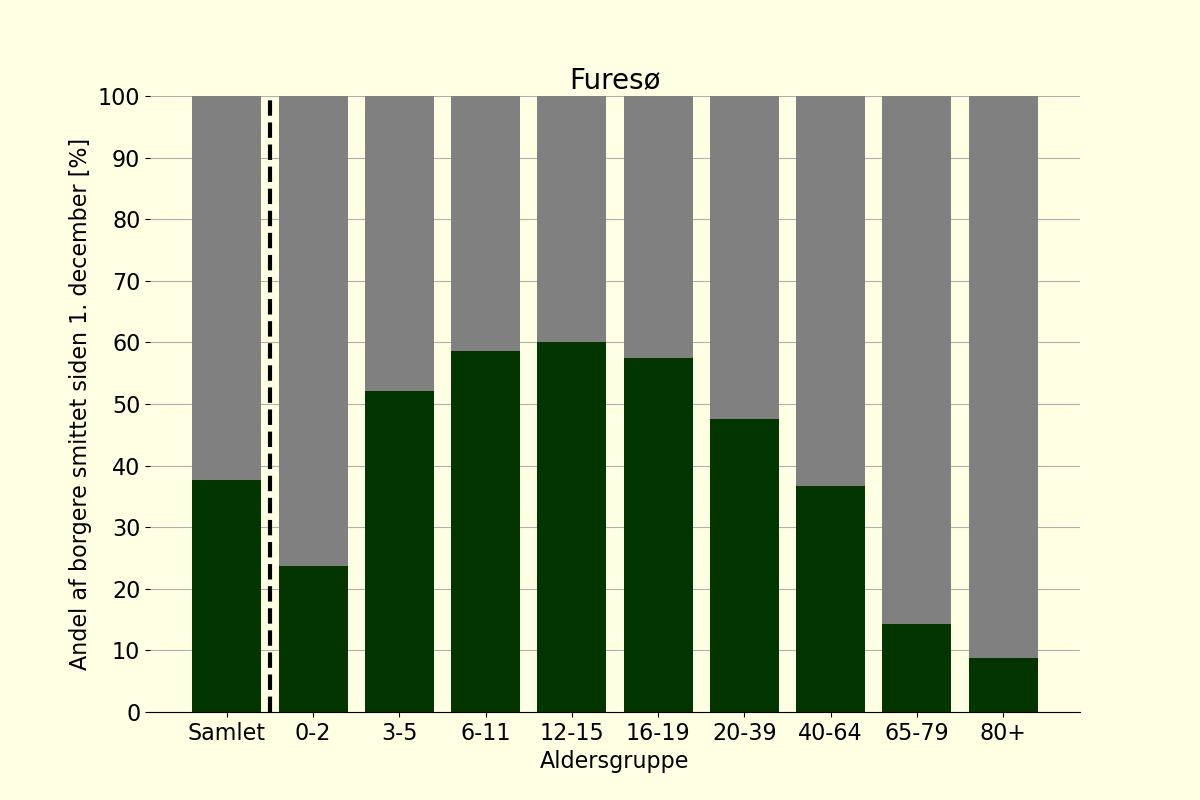 Furesø
Andel af borgere smittet siden 1. december [%]
100
90
80
70
60
50
40
30
20
10
0
Samlet 0-2 3-5 6-11 12-15 16-19 20-39 40-64 65-79 80+
Aldersgruppe